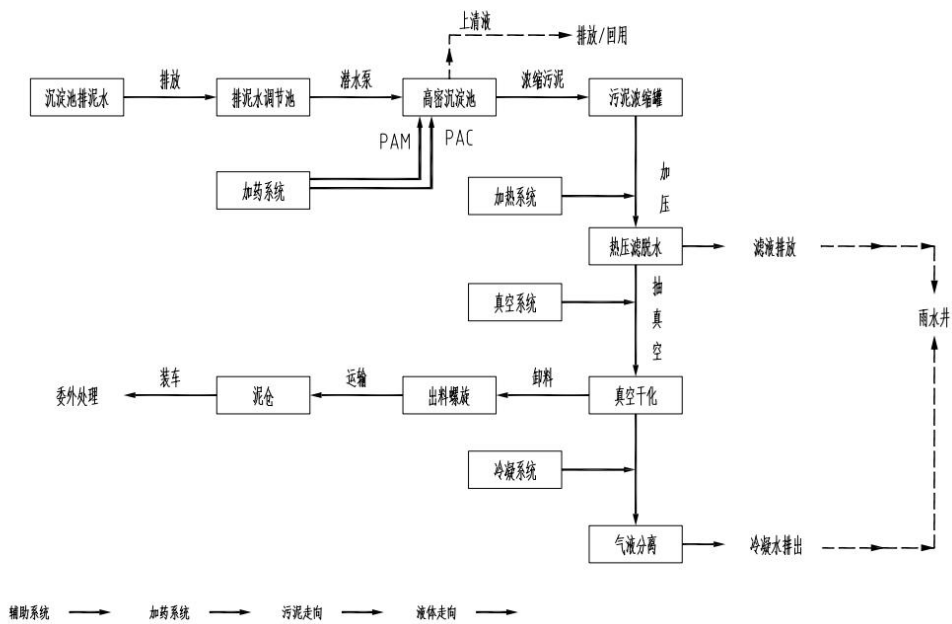 上清液
排放/回用
沉淀池排泥水
排放
排泥水调节池
潜水泵
高密沉淀池
浓缩污泥
污泥浓缩罐
PAM
PAC
加药系统
加热系统
加压
热压滤脱水
滤液排放
真空系统
抽真空
雨水井
委外处理
装车
泥仓
运输
出料螺旋
卸料
真空干化
冷凝系统
气液分离
冷凝水排出
辅助系统
加药系统
污泥走向
液体走向